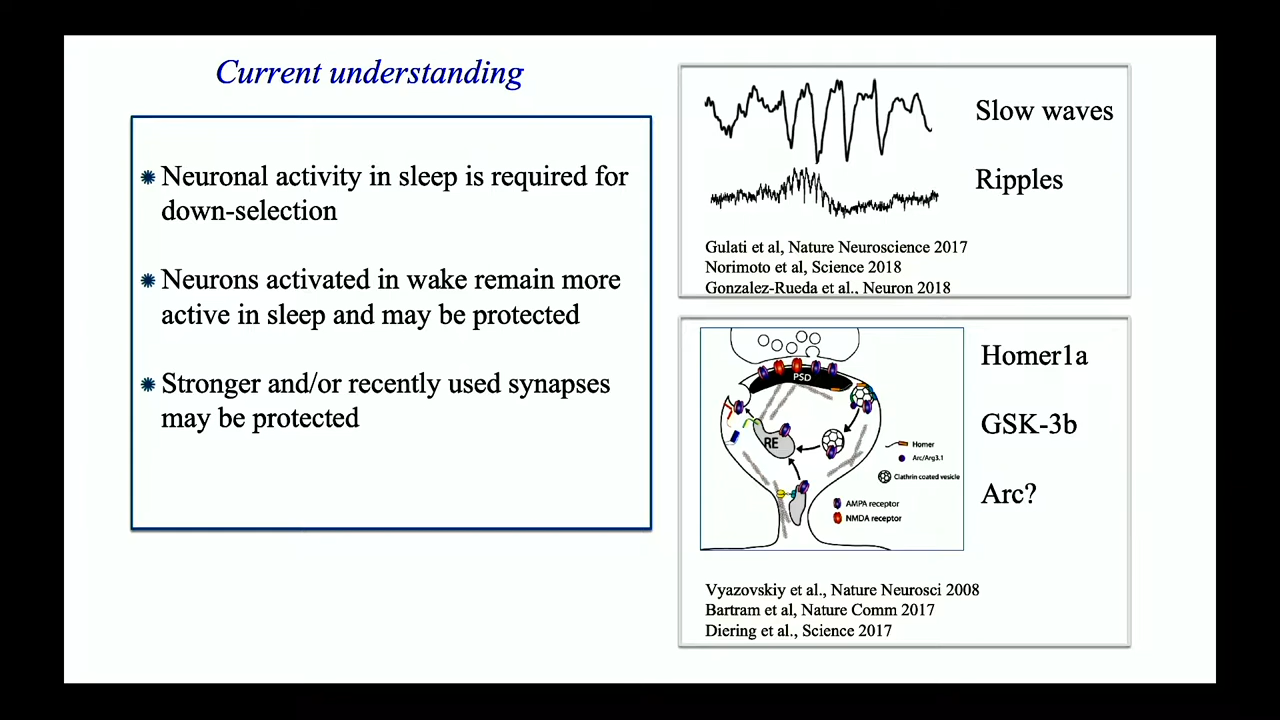 Current understanding
Neuronal activity in sleep is required for
down-selection
Neurons activated in wake remain more
active in sleep and may be protected
Stronger and/or recently used synapses
may be protected
Slow waves
Ripples
Gulati et al, Nature Neuroscience 2017
Norimoto et al, Science 2018
Gonzalez-Rueda et al., Neuron 2018
PSD
RE
Homer
Arc/Arg3.1
Clathrin coated vesicle
AMPA receptor
NMDA receptor
Homer1a
GSK-3b
Arc?
Vyazovskiy et al., Nature Neurosci 2008
Bartram et al, Nature Comm 2017
Diering et al., Science 2017